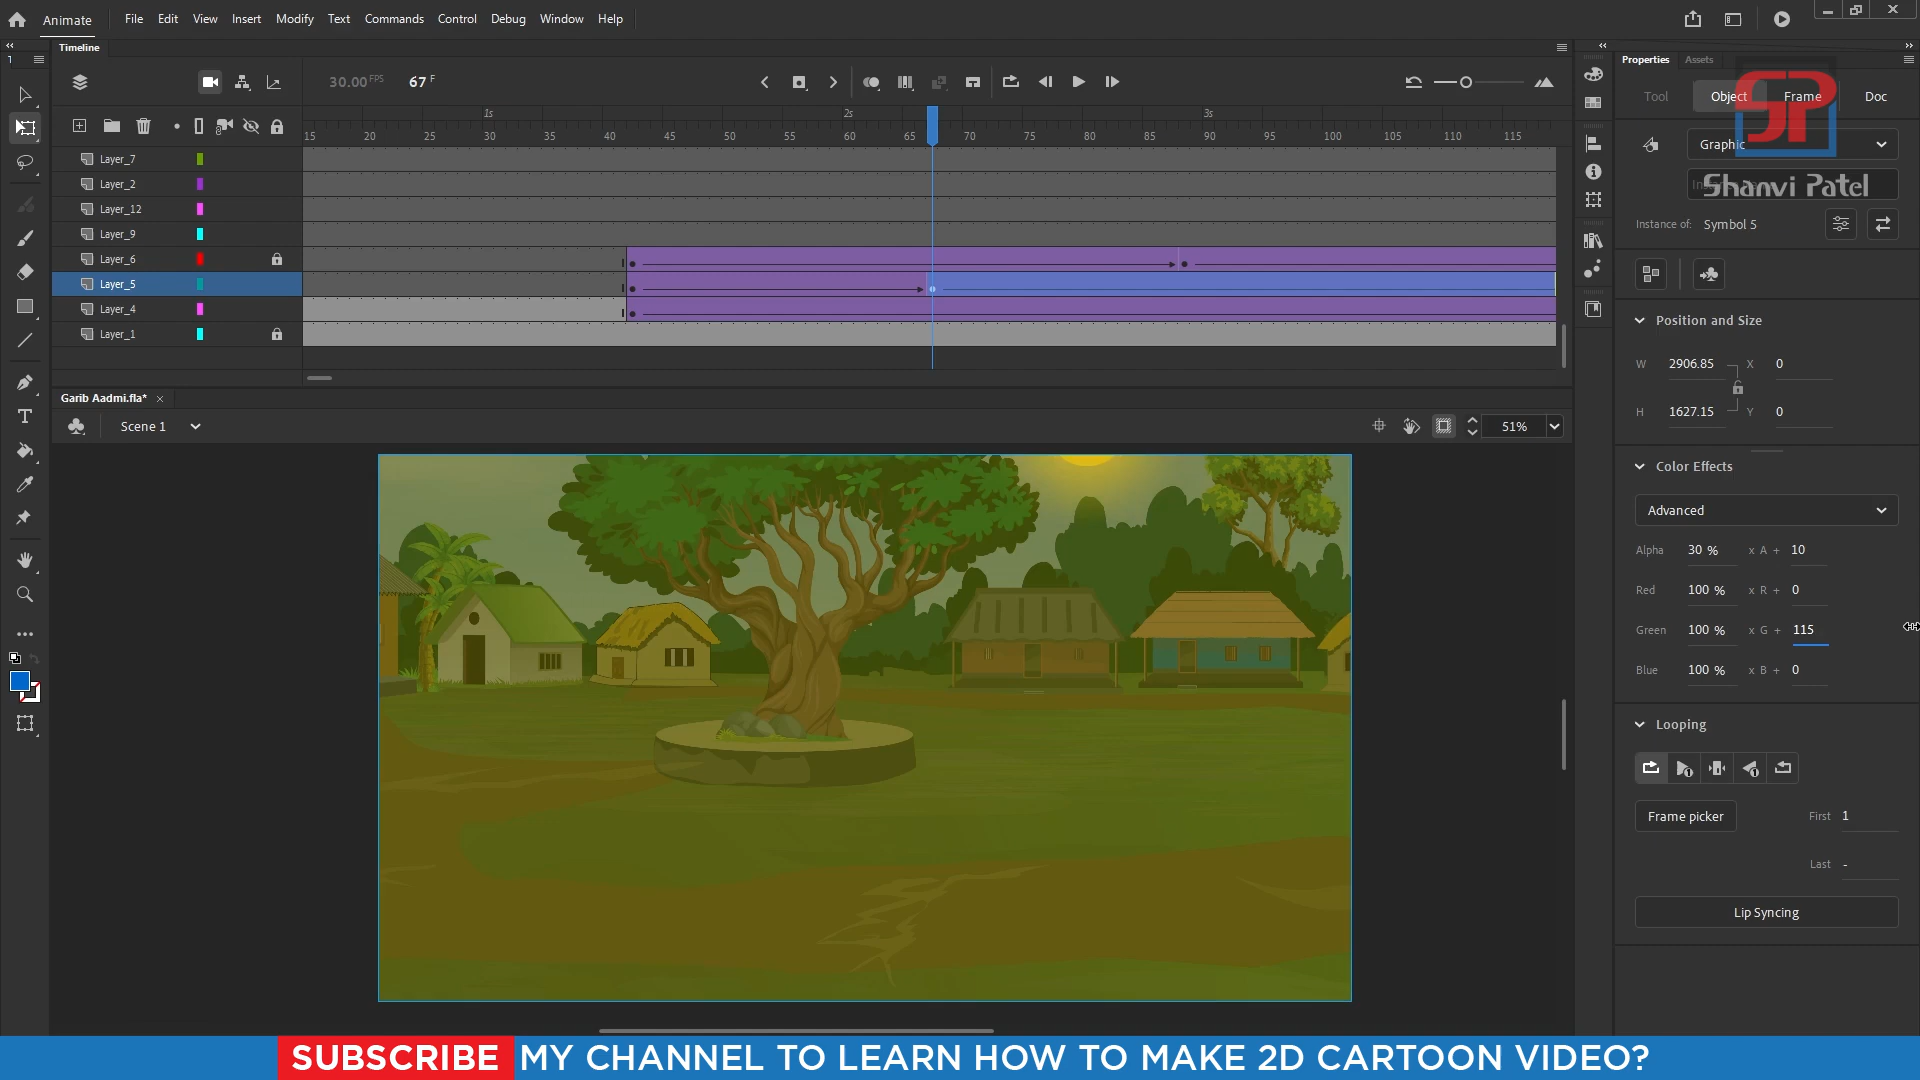 Animate File Edit View Insert Modify Text Commands Control Debug Window Help
Timeline
30.00 FPS 67 F
1s 2s 3s
15 20 25 30 35 40 45 50 55 60 65 70 75 80 85 90 95 100 105 110 115
Layer_7
Layer_2
Layer_12
Layer_9
Layer_6
Layer_5
Layer_4
Layer_1
Garib Aadmi.fla* ×
Scene 1
51%
Properties Assets
Tool Object Frame Doc
Graphic
SP
Shanvi Patel
Instance of: Symbol 5
Position and Size
W 2906.85 X 0
H 1627.15 Y 0
Color Effects
Advanced
Alpha 30 % x A + 10
Red 100 % x R + 0
Green 100 % x G + 115
Blue 100 % x B + 0
Looping
Frame picker First 1
Last -
Lip Syncing
SUBSCRIBE MY CHANNEL TO LEARN HOW TO MAKE 2D CARTOON VIDEO?